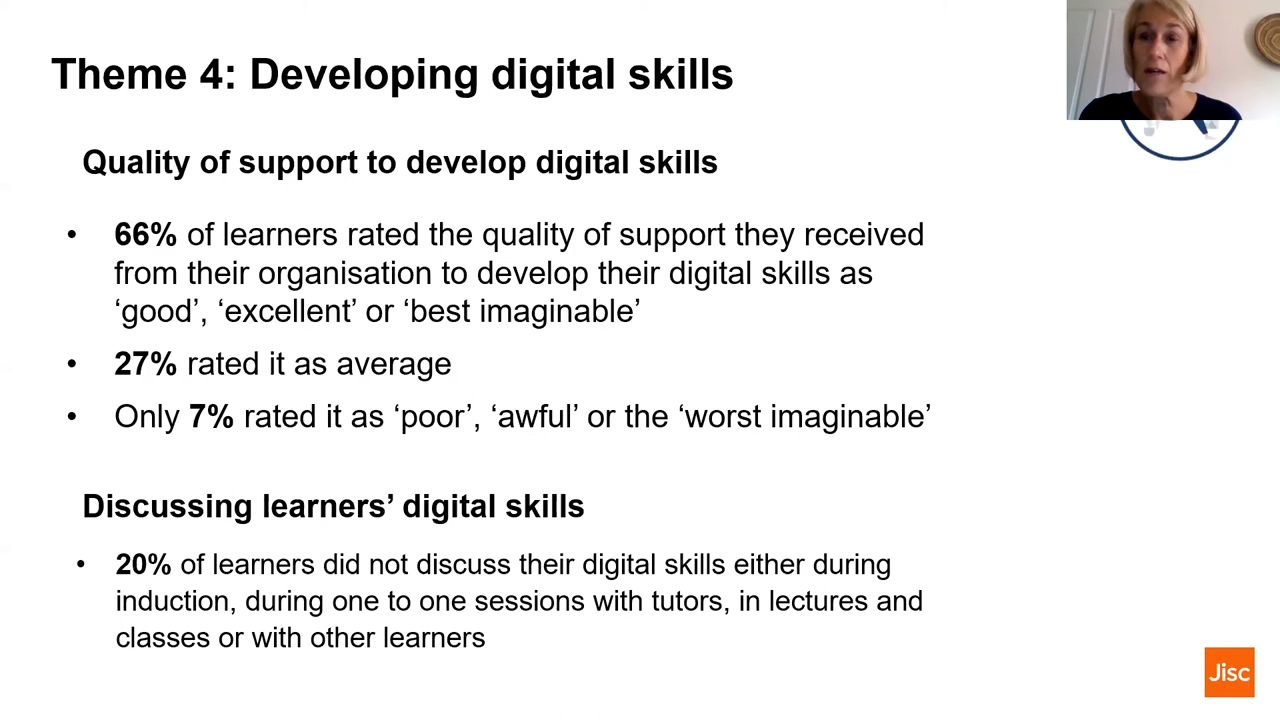 Theme 4: Developing digital skills
Quality of support to develop digital skills
• 66% of learners rated the quality of support they received
from their organisation to develop their digital skills as
‘good’, ‘excellent’ or ‘best imaginable’
• 27% rated it as average
• Only 7% rated it as ‘poor’, ‘awful’ or the ‘worst imaginable’
Discussing learners’ digital skills
• 20% of learners did not discuss their digital skills either during
induction, during one to one sessions with tutors, in lectures and
classes or with other learners
Jisc